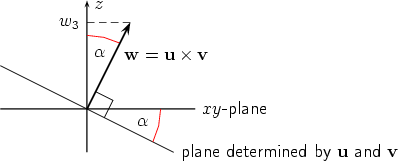 z
w₃
α
w = u × v
xy-plane
α
plane determined by u and v